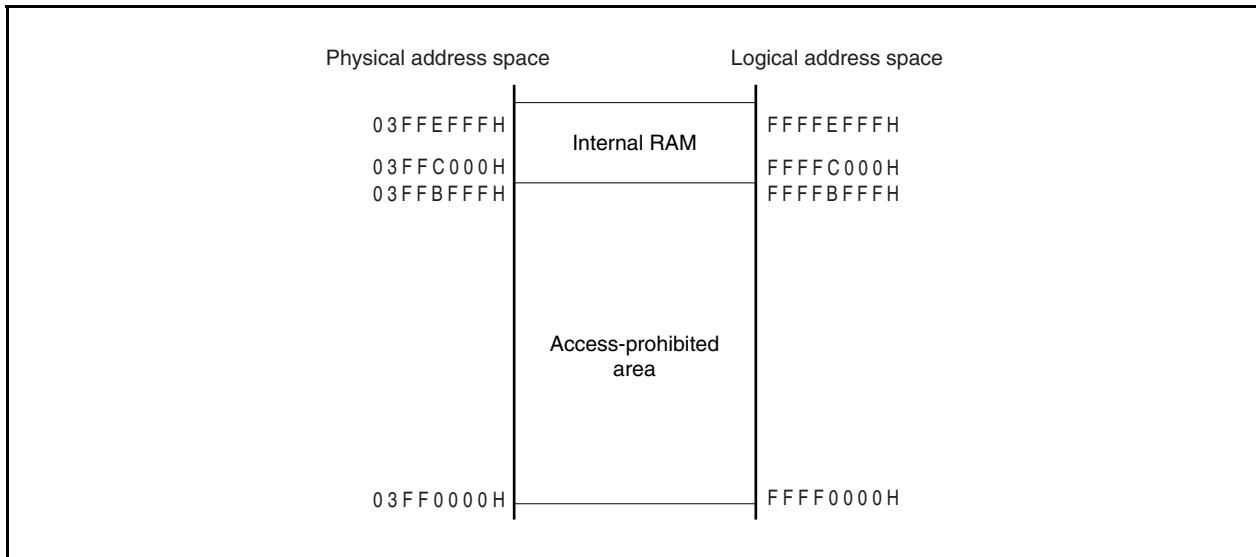 Physical address space
Logical address space
03FFEFFFH
FFFFEFFFH
Internal RAM
03FFC000H
FFFFC000H
03FFBFFFH
FFFFBFFFH
Access-prohibited
area
03FF0000H
FFFF0000H